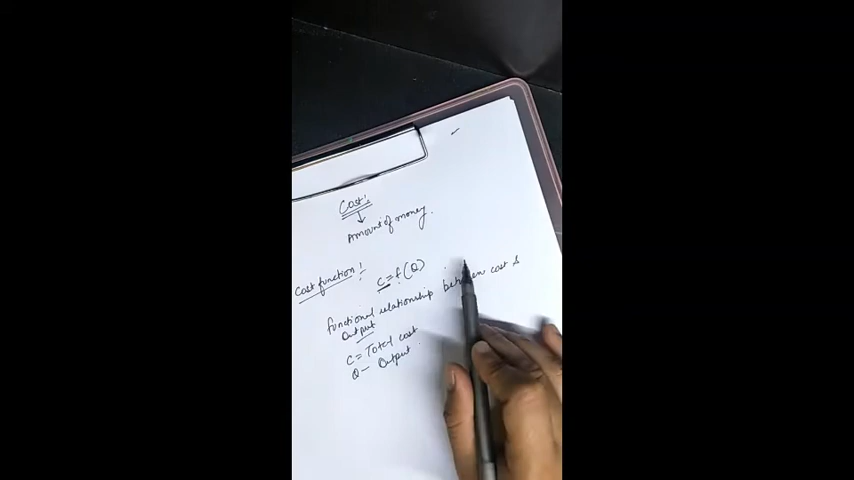 Cost:
Amount of money.
Cost function:
C = f(Q)
functional relationship between cost &
Output
C = Total cost
Q - Output